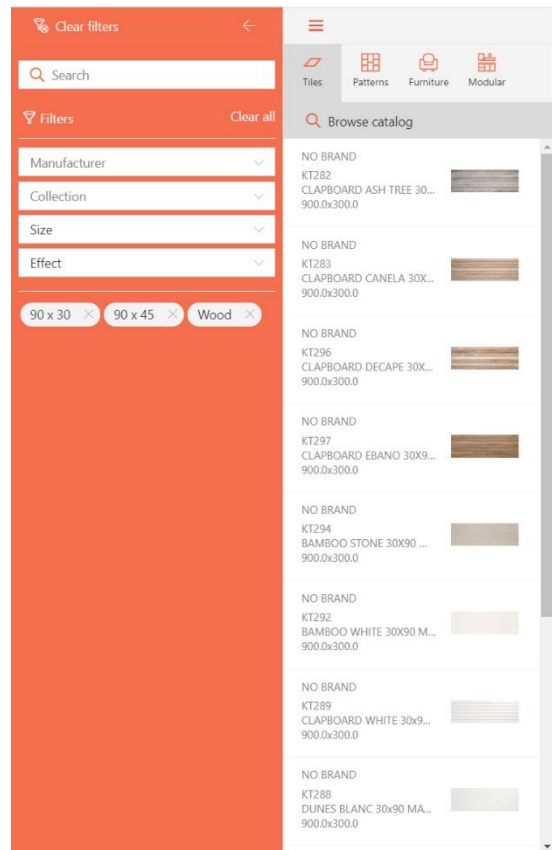 Clear filters
Search
Filters
Clear all
Manufacturer
Collection
Size
Effect
90 x 30
90 x 45
Wood
Tiles
Patterns
Furniture
Modular
Browse catalog
NO BRAND
KT282
CLAPBOARD ASH TREE 30...
900.0x300.0
NO BRAND
KT283
CLAPBOARD CANELA 30X...
900.0x300.0
NO BRAND
KT296
CLAPBOARD DECAPE 30X...
900.0x300.0
NO BRAND
KT297
CLAPBOARD EBANO 30X9...
900.0x300.0
NO BRAND
KT294
BAMBOO STONE 30X90 ...
900.0x300.0
NO BRAND
KT292
BAMBOO WHITE 30X90 M...
900.0x300.0
NO BRAND
KT289
CLAPBOARD WHITE 30x9...
900.0x300.0
NO BRAND
KT288
DUNES BLANC 30x90 MA...
900.0x300.0